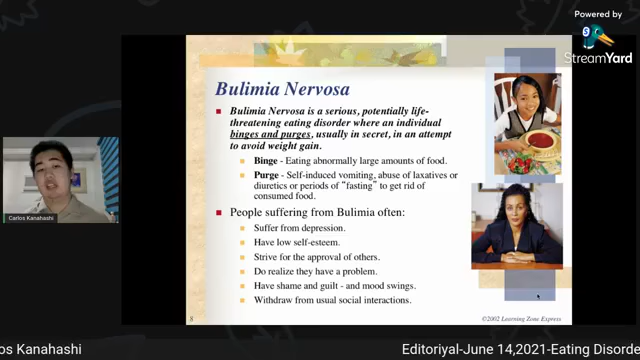 Powered by
S
StreamYard
Bulimia Nervosa
Bulimia Nervosa is a serious, potentially life-
threatening eating disorder where an individual
binges and purges, usually in secret, in an attempt
to avoid weight gain.
Binge - Eating abnormally large amounts of food.
Purge - Self-induced vomiting, abuse of laxatives or
diuretics or periods of "fasting" to get rid of
consumed food.
People suffering from Bulimia often:
Suffer from depression.
Have low self-esteem.
Strive for the approval of others.
Do realize they have a problem.
Have shame and guilt - and mood swings.
Withdraw from usual social interactions.
8
©2002 Learning Zone Express
Carlos Kanahashi
os Kanahashi
Editoriyal-June 14,2021-Eating Disorde